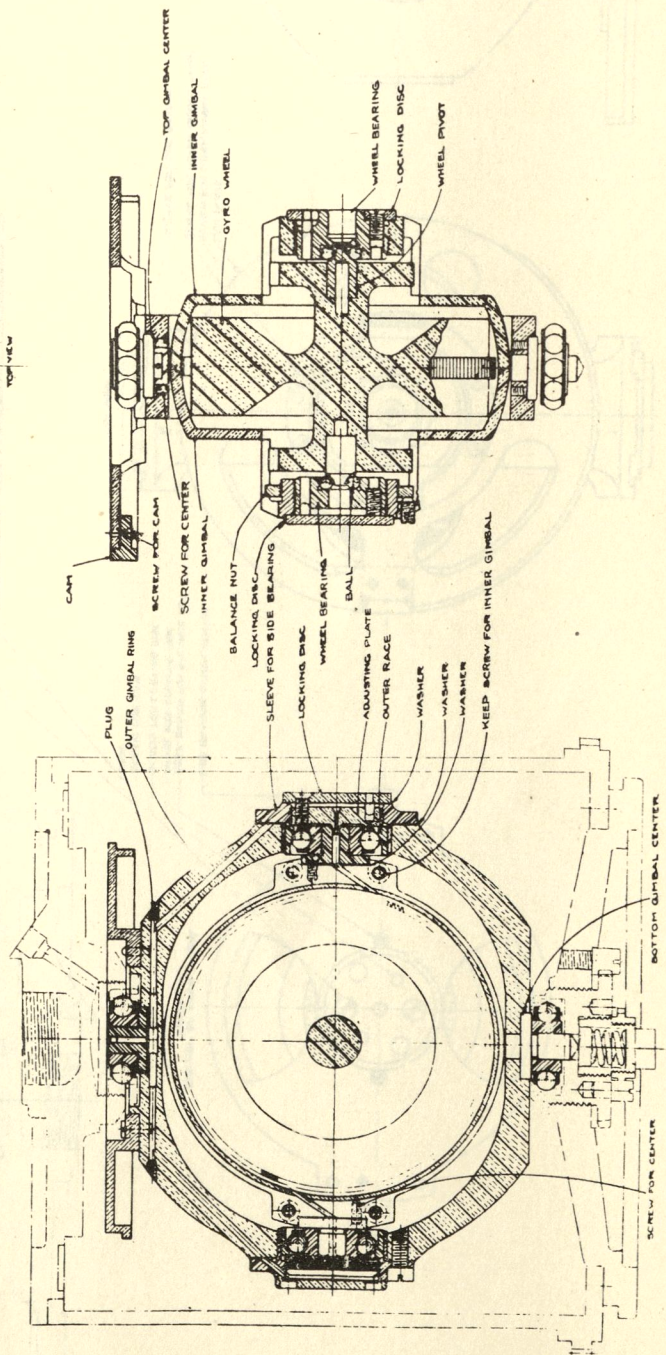 TOP VIEW
TOP GIMBAL CENTER
INNER GIMBAL
GYRO WHEEL
WHEEL BEARING
LOCKING DISC
WHEEL PIVOT
CAM
SCREW FOR CAM
SCREW FOR CENTER
INNER GIMBAL
BALANCE NUT
LOCKING DISC
WHEEL BEARING
BALL
PLUG
OUTER GIMBAL RING
SLEEVE FOR SIDE BEARING
LOCKING DISC
ADJUSTING PLATE
OUTER RACE
WASHER
WASHER
WASHER
KEEP SCREW FOR INNER GIMBAL
BOTTOM GIMBAL CENTER
SCREW FOR CENTER